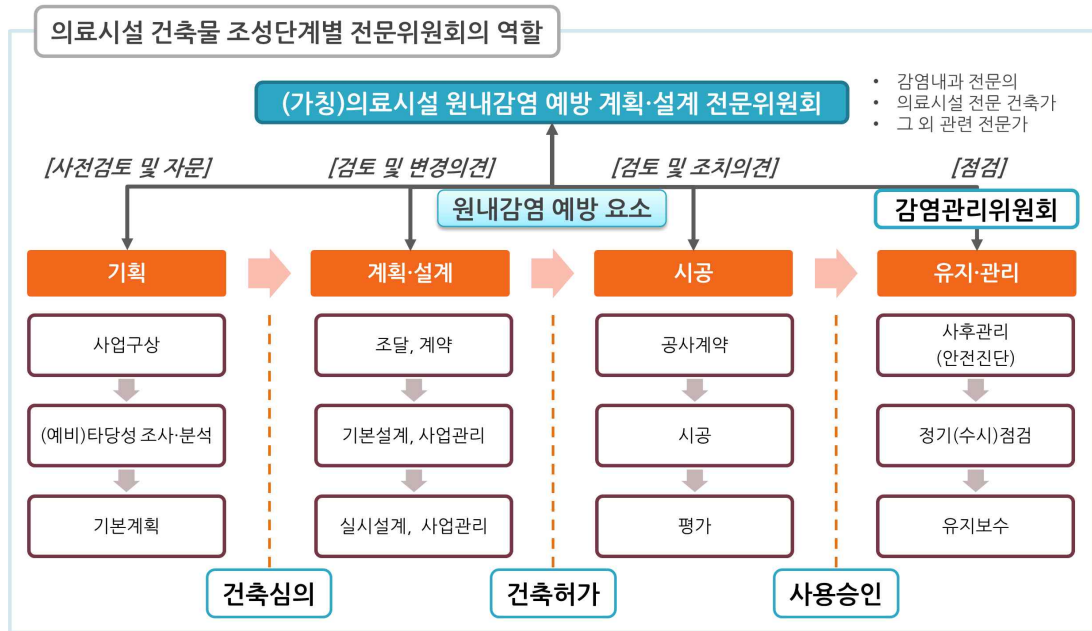 의료시설 건축물 조성단계별 전문위원회의 역할
(가칭)의료시설 원내감염 예방 계획·설계 전문위원회
• 감염내과 전문의
• 의료시설 전문 건축가
• 그 외 관련 전문가
[사전검토 및 자문]
[검토 및 변경의견]
[검토 및 조치의견]
[점검]
원내감염 예방 요소
감염관리위원회
기획
계획·설계
시공
유지·관리
사업구상
조달, 계약
공사계약
사후관리
(안전진단)
(예비)타당성 조사·분석
기본설계, 사업관리
시공
정기(수시)점검
기본계획
실시설계, 사업관리
평가
유지보수
건축심의
건축허가
사용승인